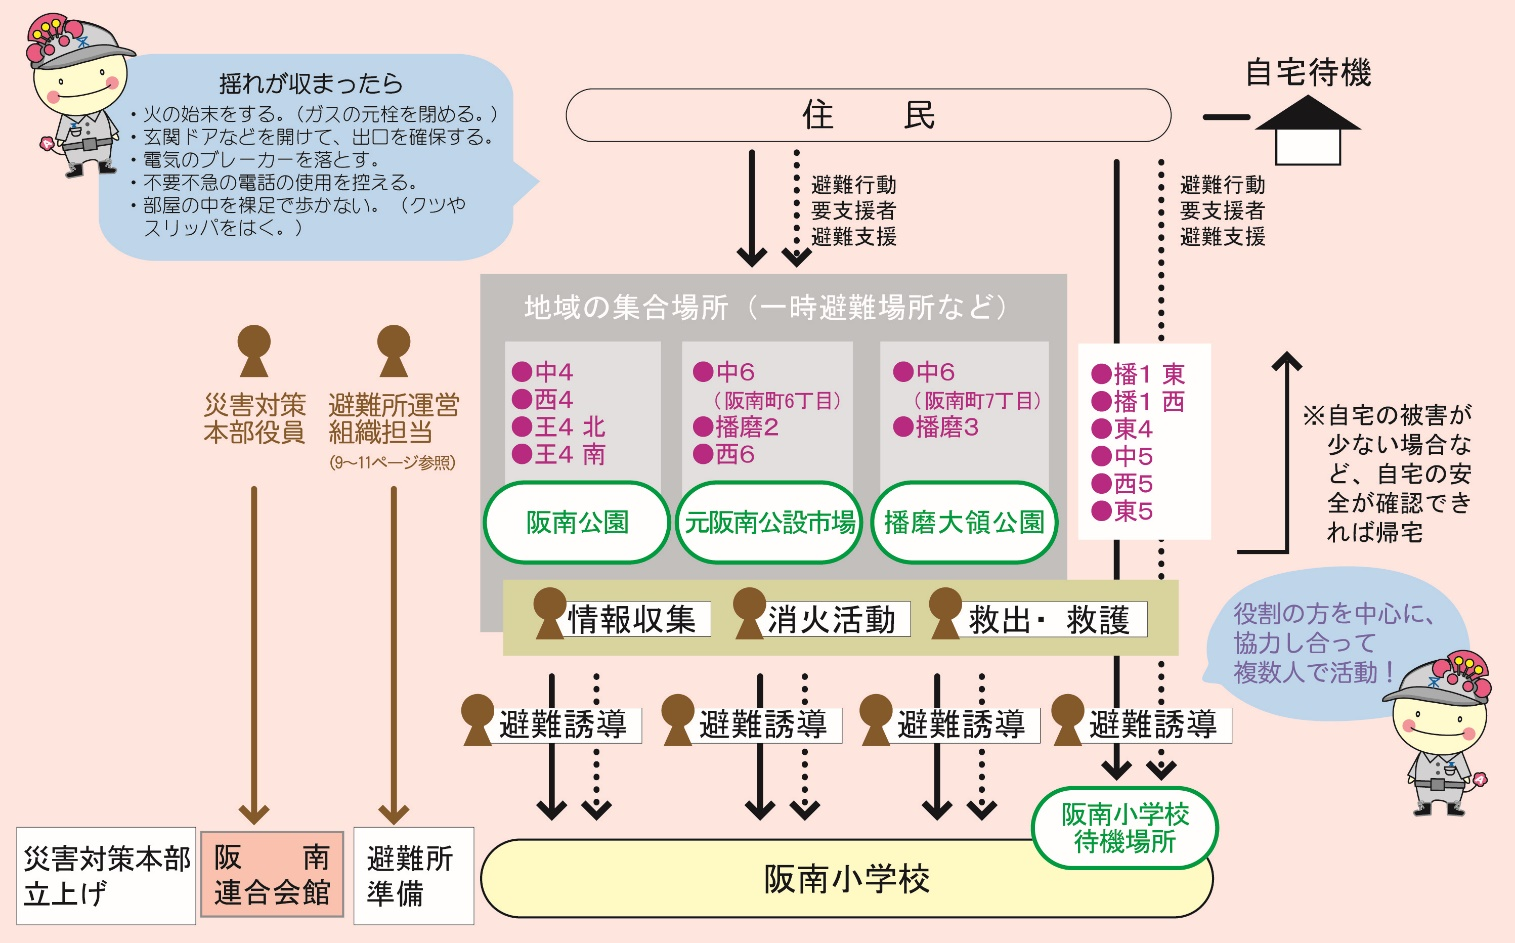 揺れが収まったら
・火の始末をする。（ガスの元栓を閉める。）
・玄関ドアなどを開けて、出口を確保する。
・電気のブレーカーを落とす。
・不要不急の電話の使用を控える。
・部屋の中を裸足で歩かない。（クツや
スリッパをはく。）
住　民
自宅待機
避難行動
要支援者
避難支援
避難行動
要支援者
避難支援
地域の集合場所（一時避難場所など）
●中4
●西4
●王4 北
●王4 南
阪南公園
●中6
（阪南町6丁目）
●播磨2
●西6
元阪南公設市場
●中6
（阪南町7丁目）
●播磨3
播磨大領公園
●播1 東
●播1 西
●東4
●中5
●西5
●東5
※自宅の被害が
少ない場合な
ど、自宅の安
全が確認でき
れば帰宅
災害対策
本部役員
避難所運営
組織担当
（9～11ページ参照）
情報収集
消火活動
救出・救護
役割の方を中心に、
協力し合って
複数人で活動！
避難誘導
避難誘導
避難誘導
避難誘導
災害対策本部
立上げ
阪　南
連合会館
避難所
準備
阪南小学校
阪南小学校
待機場所